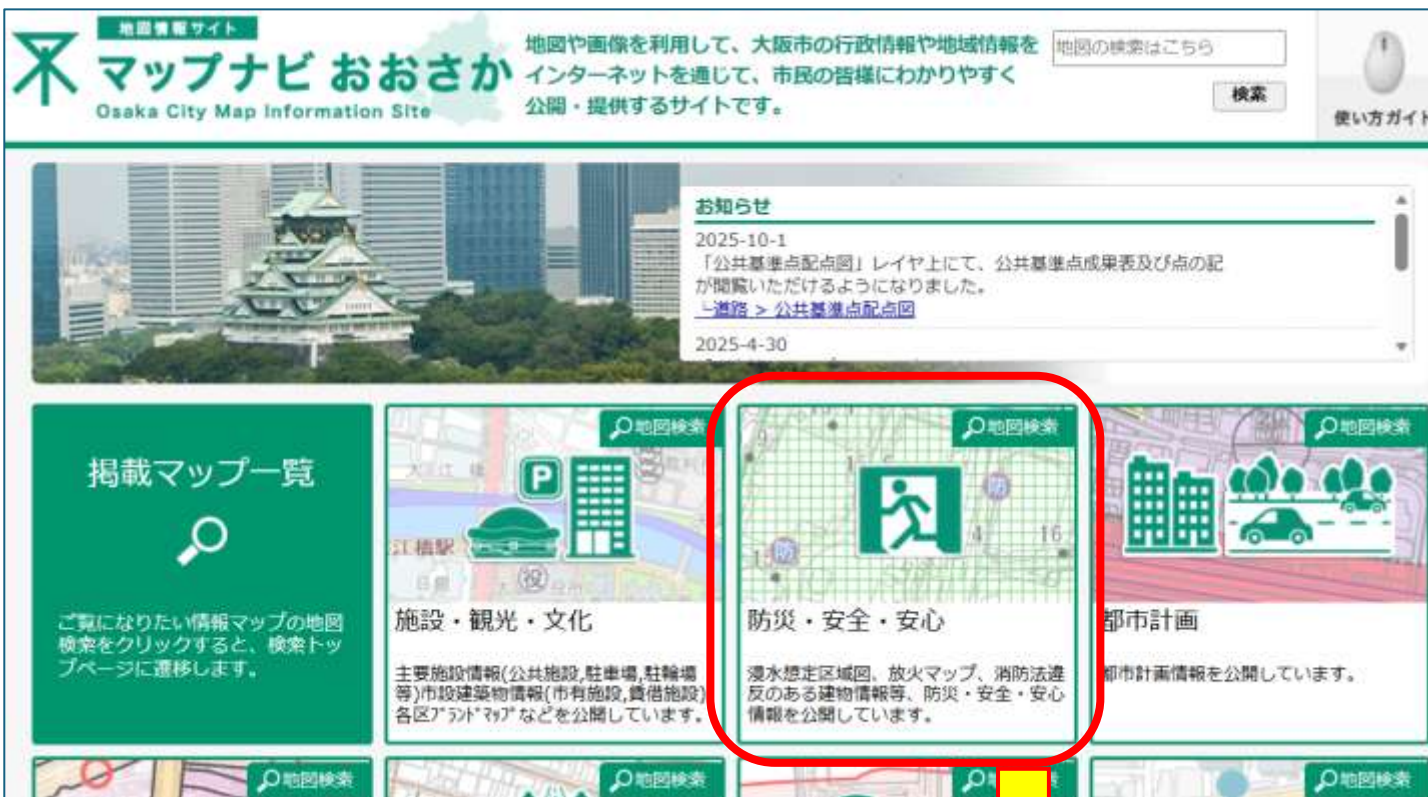 地図情報サイト
マップナビ おおさか
Osaka City Map Information Site
地図や画像を利用して、大阪市の行政情報や地域情報を
インターネットを通じて、市民の皆様にわかりやすく
公開・提供するサイトです。
地図の検索はこちら
検索
使い方ガイド
お知らせ
2025-10-1
「公共基準点配点図」レイヤ上にて、公共基準点成果表及び点の記
が閲覧いただけるようになりました。
└道路 > 公共基準点配点図
2025-4-30
掲載マップ一覧
ご覧になりたい情報マップの地図
検索をクリックすると、検索トッ
プページに遷移します。
地図検索
P
江橋駅
役
施設・観光・文化
主要施設情報(公共施設,駐車場,駐輪場
等)市設建築物情報(市有施設,賃借施設)
各区ﾌﾞﾗﾝﾄﾞﾏｯﾌﾟなどを公開しています。
地図検索
防
4
16
防
防災・安全・安心
浸水想定区域図、放火マップ、消防法違
反のある建物情報等、防災・安全・安心
情報を公開しています。
地図検索
都市計画
都市計画情報を公開しています。
地図検索
地図検索
地図検索